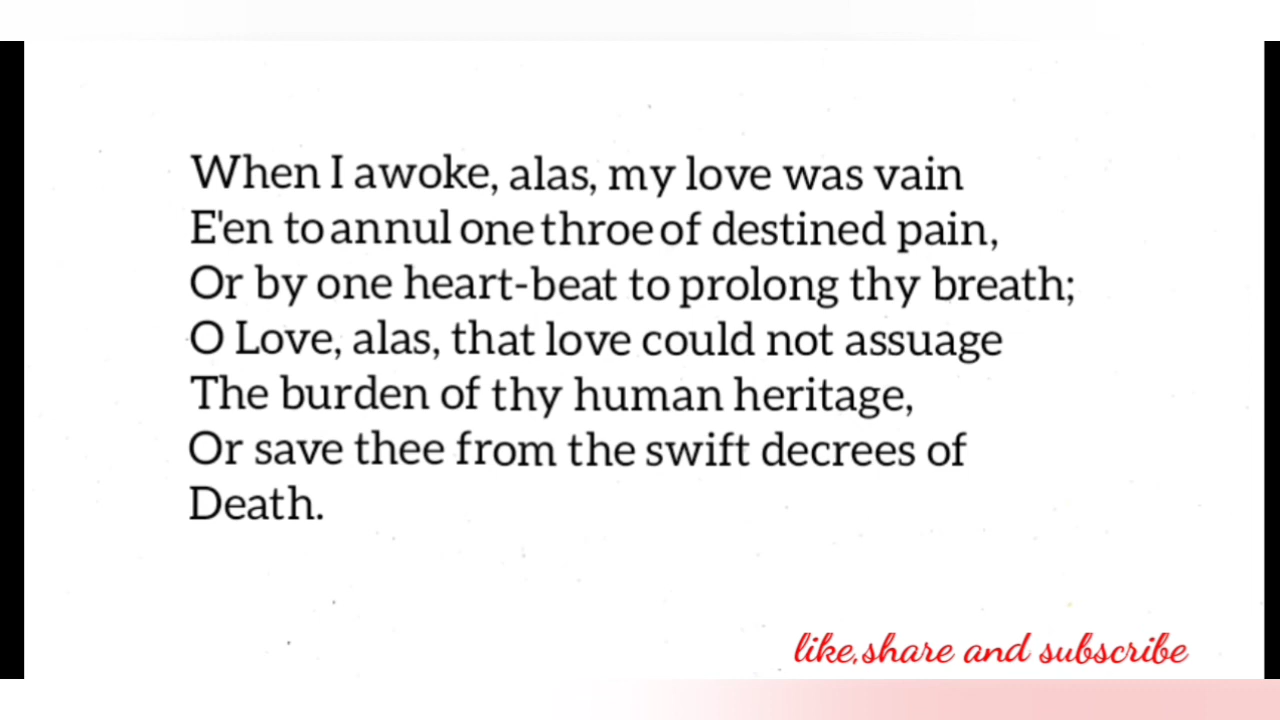 When I awoke, alas, my love was vain
E'en to annul one throe of destined pain,
Or by one heart-beat to prolong thy breath;
O Love, alas, that love could not assuage
The burden of thy human heritage,
Or save thee from the swift decrees of
Death.
like,share and subscribe